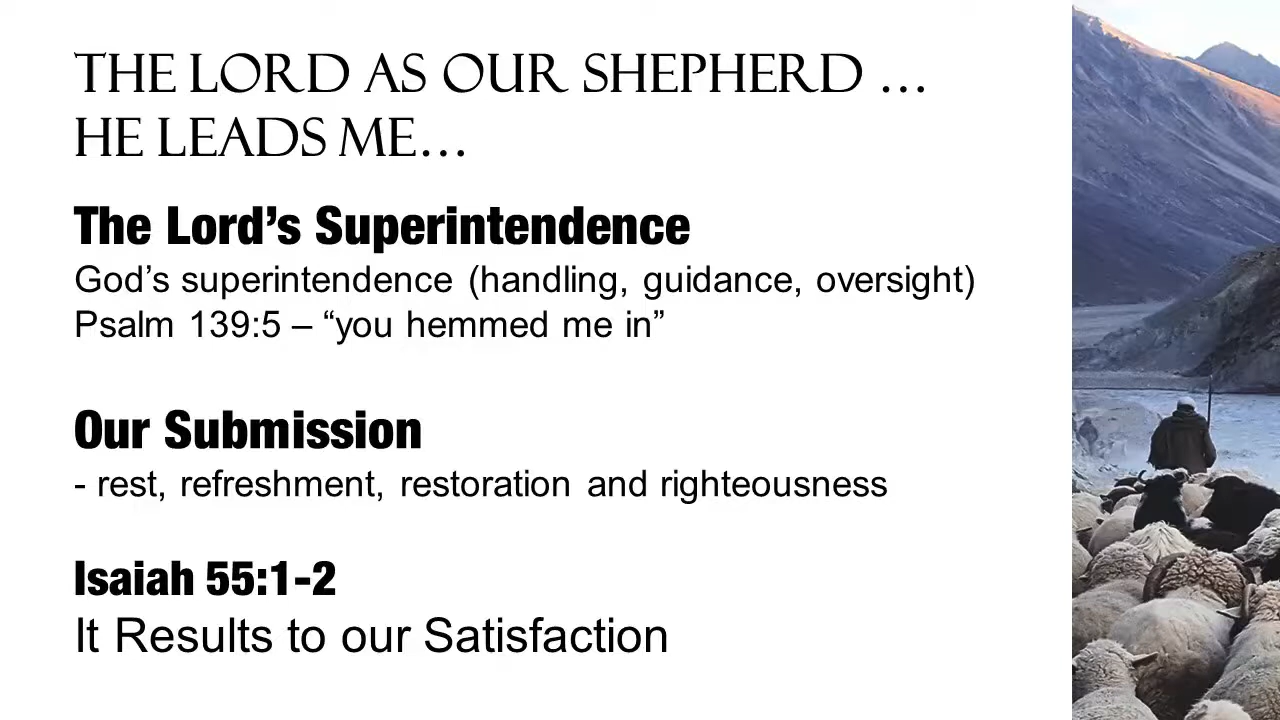 THE LORD AS OUR SHEPHERD …
HE LEADS ME…
The Lord’s Superintendence
God’s superintendence (handling, guidance, oversight)
Psalm 139:5 – “you hemmed me in”
Our Submission
- rest, refreshment, restoration and righteousness
Isaiah 55:1-2
It Results to our Satisfaction